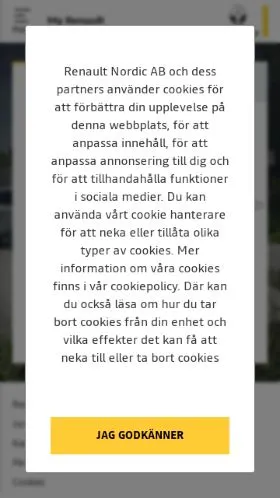 My Renault
Renault Nordic AB och dess
partners använder cookies för
att förbättra din upplevelse på
denna webbplats, för att
anpassa innehåll, för att
anpassa annonsering till dig och
för att tillhandahålla funktioner
i sociala medier. Du kan
använda vårt cookie hanterare
för att neka eller tillåta olika
typer av cookies. Mer
information om våra cookies
finns i vår cookiepolicy. Där kan
du också läsa om hur du tar
bort cookies från din enhet och
vilka effekter det kan få att
neka till eller ta bort cookies
JAG GODKÄNNER
Cookies